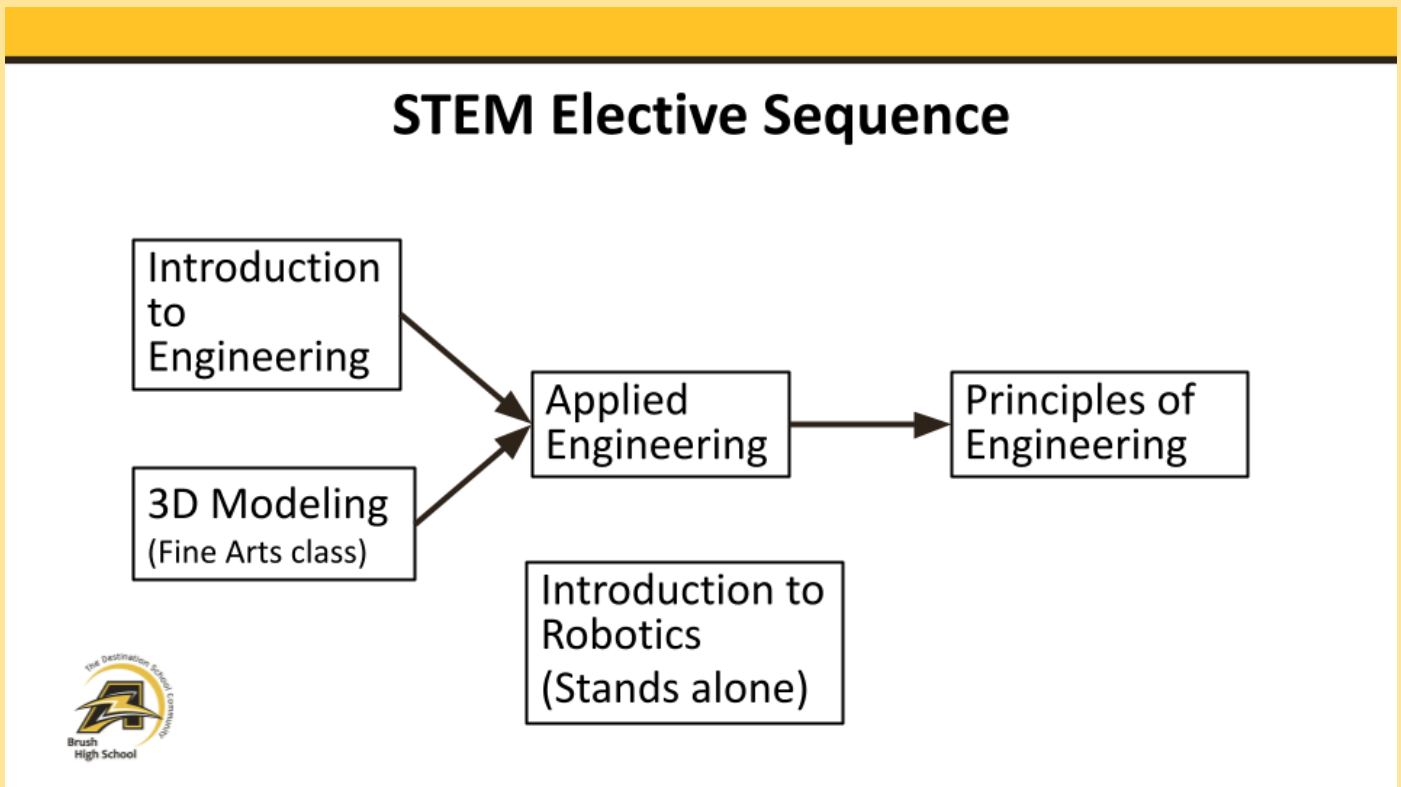 STEM Elective Sequence
Introduction
to
Engineering
3D Modeling
(Fine Arts class)
Applied
Engineering
Principles of
Engineering
Introduction to
Robotics
(Stands alone)
The Destination School Community
Brush
High School